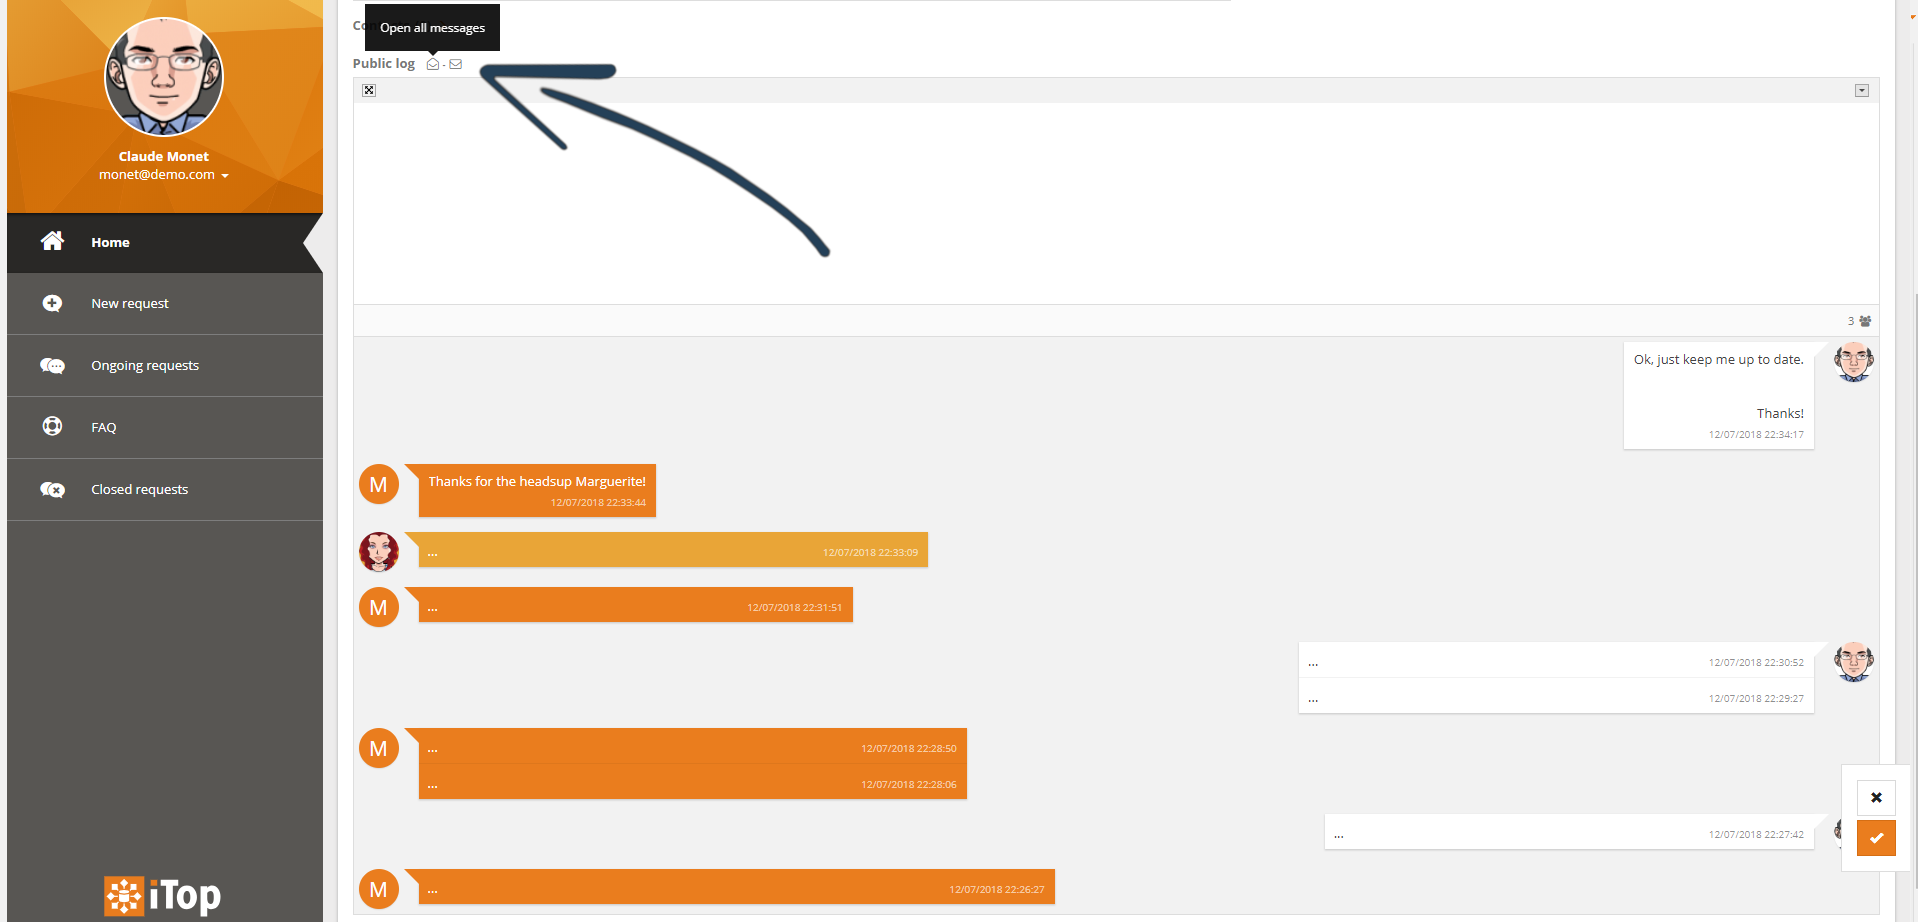 Claude Monet
monet@demo.com
Home
New request
Ongoing requests
FAQ
Closed requests
iTop
Open all messages
Public log
-
3
Ok, just keep me up to date.
Thanks!
12/07/2018 22:34:17
M
Thanks for the headsup Marguerite!
12/07/2018 22:33:44
... 12/07/2018 22:33:09
M
... 12/07/2018 22:31:51
... 12/07/2018 22:30:52
... 12/07/2018 22:29:27
M
... 12/07/2018 22:28:50
... 12/07/2018 22:28:06
... 12/07/2018 22:27:42
M
... 12/07/2018 22:26:27